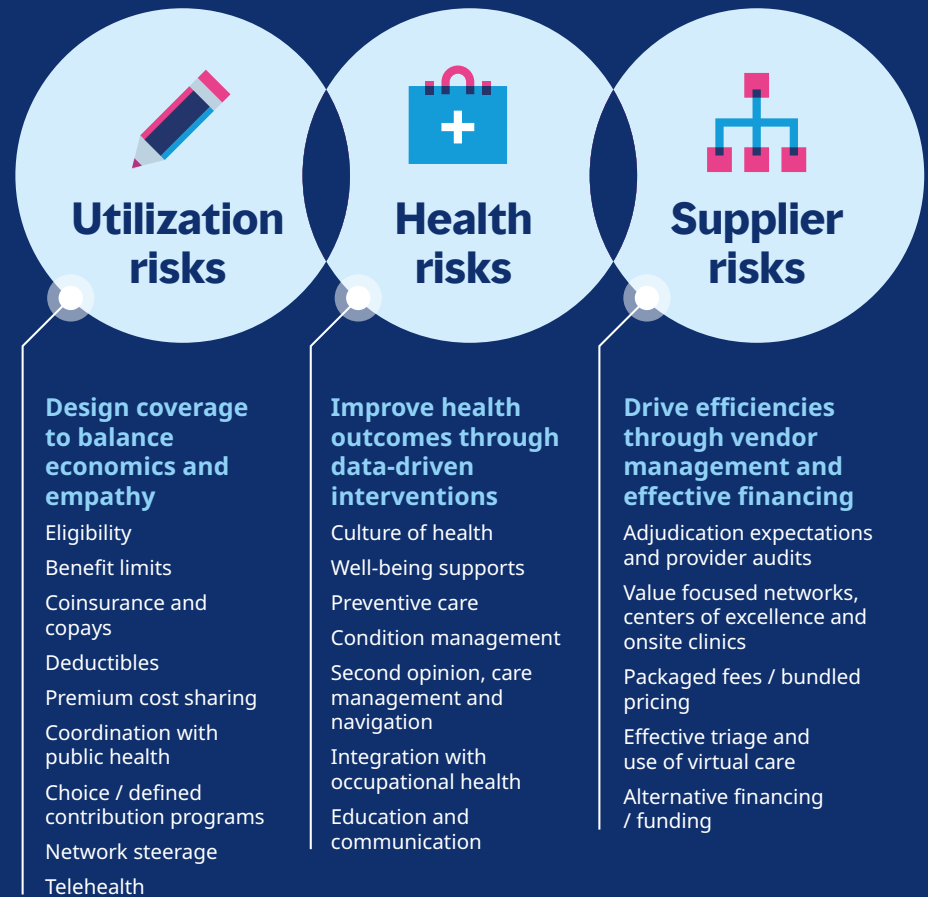 Utilization
risks
Health
risks
Supplier
risks
Design coverage
to balance
economics and
empathy
Eligibility
Benefit limits
Coinsurance and
copays
Deductibles
Premium cost sharing
Coordination with
public health
Choice / defined
contribution programs
Network steerage
Telehealth
Improve health
outcomes through
data-driven
interventions
Culture of health
Well-being supports
Preventive care
Condition management
Second opinion, care
management and
navigation
Integration with
occupational health
Education and
communication
Drive efficiencies
through vendor
management and
effective financing
Adjudication expectations
and provider audits
Value focused networks,
centers of excellence and
onsite clinics
Packaged fees / bundled
pricing
Effective triage and
use of virtual care
Alternative financing
/ funding